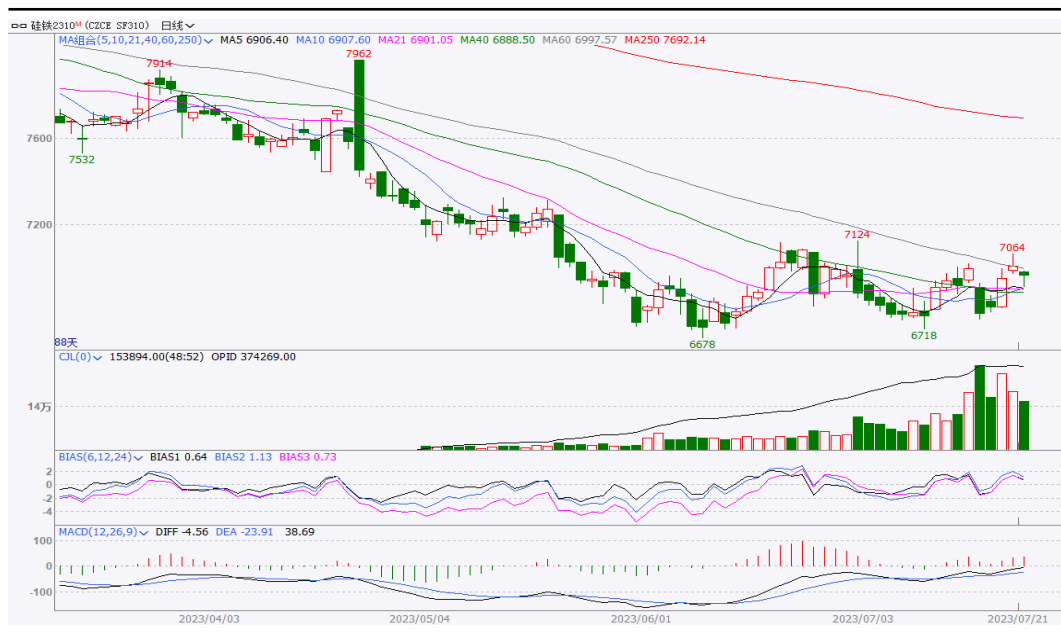 硅铁2310M (CZCE SF310) 日线
MA组合(5,10,21,40,60,250) MA5 6906.40 MA10 6907.60 MA21 6901.05 MA40 6888.50 MA60 6997.57 MA250 7692.14
7914
7962
7600
7532
7200
7124
7064
6678
6718
88天
CJL(0) 153894.00(48:52) OPID 374269.00
14万
BIAS(6,12,24) BIAS1 0.64 BIAS2 1.13 BIAS3 0.73
2
0
-2
-4
MACD(12,26,9) DIFF -4.56 DEA -23.91 38.69
100
0
-100
2023/04/03 2023/05/04 2023/06/01 2023/07/03 2023/07/21